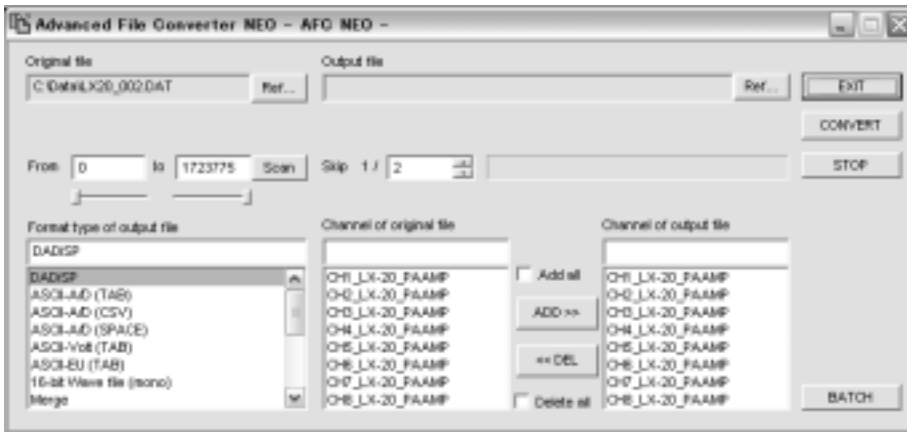 Advanced File Converter NEO - AFC NEO -
Original file
Output file
C:\Data\LX20_002.DAT
Ref...
Ref...
EXIT
CONVERT
From 0 to 1723775 Scan
Skip 1 / 2
STOP
Format type of output file
Channel of original file
Channel of output file
DADiSP
DADiSP
ASCII-A/D (TAB)
ASCII-A/D (CSV)
ASCII-A/D (SPACE)
ASCII-Volt (TAB)
ASCII-EU (TAB)
16-bit Wave file (mono)
Merge
CH1_LX-20_PAAMP
CH2_LX-20_PAAMP
CH3_LX-20_PAAMP
CH4_LX-20_PAAMP
CH5_LX-20_PAAMP
CH6_LX-20_PAAMP
CH7_LX-20_PAAMP
CH8_LX-20_PAAMP
Add all
ADD >>
<< DEL
Delete all
CH1_LX-20_PAAMP
CH2_LX-20_PAAMP
CH3_LX-20_PAAMP
CH4_LX-20_PAAMP
CH5_LX-20_PAAMP
CH6_LX-20_PAAMP
CH7_LX-20_PAAMP
CH8_LX-20_PAAMP
BATCH